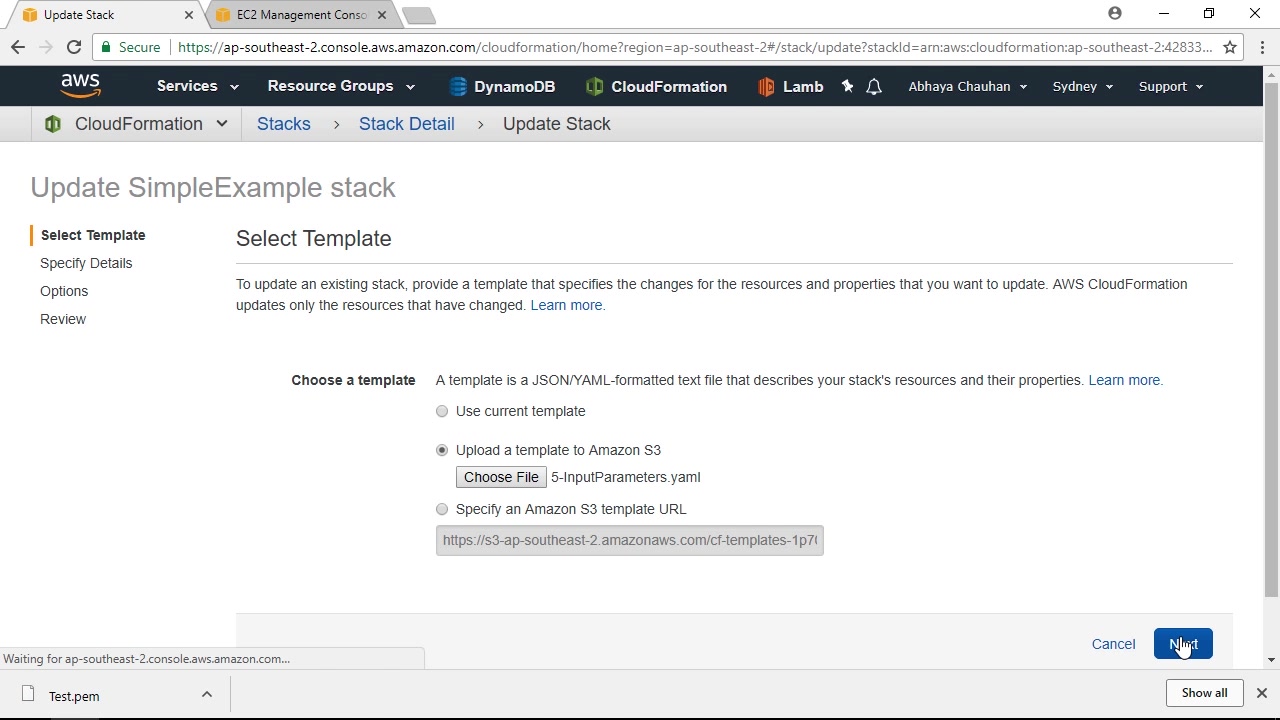 Update Stack
EC2 Management Conso
Secure
https://ap-southeast-2.console.aws.amazon.com/cloudformation/home?region=ap-southeast-2#/stack/update?stackId=arn:aws:cloudformation:ap-southeast-2:42833...
aws
Services
Resource Groups
DynamoDB
CloudFormation
Lamb
Abhaya Chauhan
Sydney
Support
CloudFormation
Stacks > Stack Detail > Update Stack
Update SimpleExample stack
Select Template
Specify Details
Options
Review
Select Template
To update an existing stack, provide a template that specifies the changes for the resources and properties that you want to update. AWS CloudFormation
updates only the resources that have changed. Learn more.
Choose a template
A template is a JSON/YAML-formatted text file that describes your stack's resources and their properties. Learn more.
Use current template
Upload a template to Amazon S3
Choose File 5-InputParameters.yaml
Specify an Amazon S3 template URL
https://s3-ap-southeast-2.amazonaws.com/cf-templates-1p7(
Cancel
Next
Waiting for ap-southeast-2.console.aws.amazon.com...
Test.pem
Show all